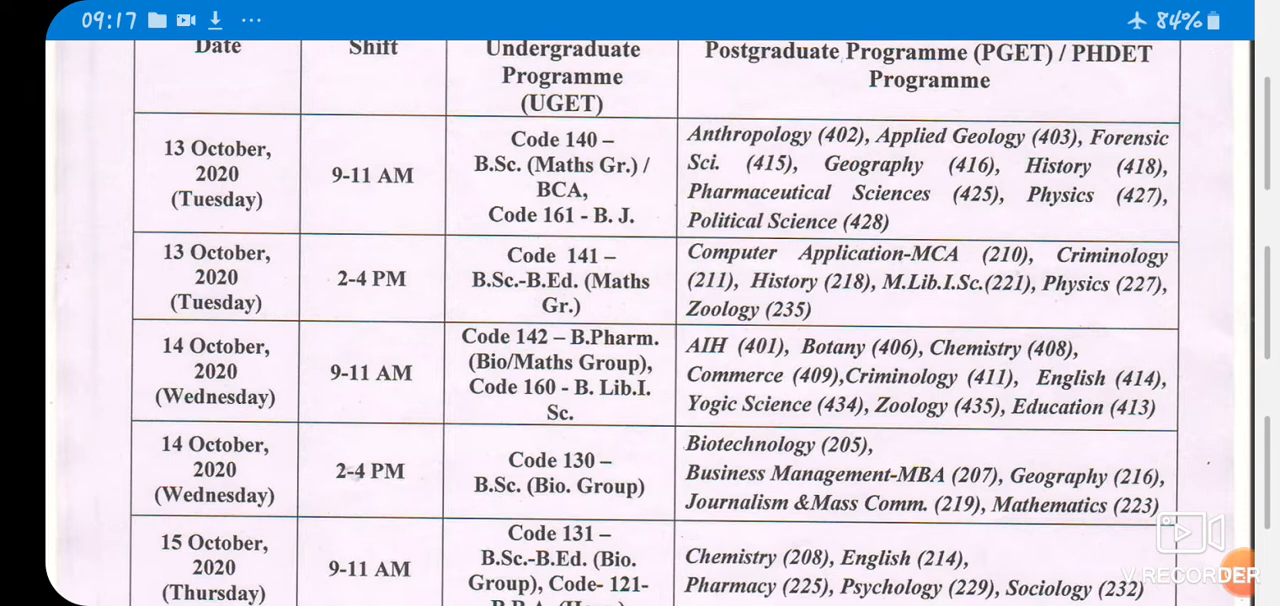 09:17
84%
Date
Shift
Undergraduate
Programme
(UGET)
Postgraduate Programme (PGET) / PHDET
Programme
13 October,
2020
(Tuesday)
9-11 AM
Code 140 –
B.Sc. (Maths Gr.) /
BCA,
Code 161 - B. J.
Anthropology (402), Applied Geology (403), Forensic
Sci. (415), Geography (416), History (418),
Pharmaceutical Sciences (425), Physics (427),
Political Science (428)
13 October,
2020
(Tuesday)
2-4 PM
Code 141 –
B.Sc.-B.Ed. (Maths
Gr.)
Computer Application-MCA (210), Criminology
(211), History (218), M.Lib.I.Sc.(221), Physics (227),
Zoology (235)
14 October,
2020
(Wednesday)
9-11 AM
Code 142 – B.Pharm.
(Bio/Maths Group),
Code 160 - B. Lib.I.
Sc.
AIH (401), Botany (406), Chemistry (408),
Commerce (409),Criminology (411), English (414),
Yogic Science (434), Zoology (435), Education (413)
14 October,
2020
(Wednesday)
2-4 PM
Code 130 –
B.Sc. (Bio. Group)
Biotechnology (205),
Business Management-MBA (207), Geography (216),
Journalism &Mass Comm. (219), Mathematics (223)
15 October,
2020
(Thursday)
9-11 AM
Code 131 –
B.Sc.-B.Ed. (Bio.
Group), Code- 121-
Chemistry (208), English (214),
Pharmacy (225), Psychology (229), Sociology (232)
V RECORDER